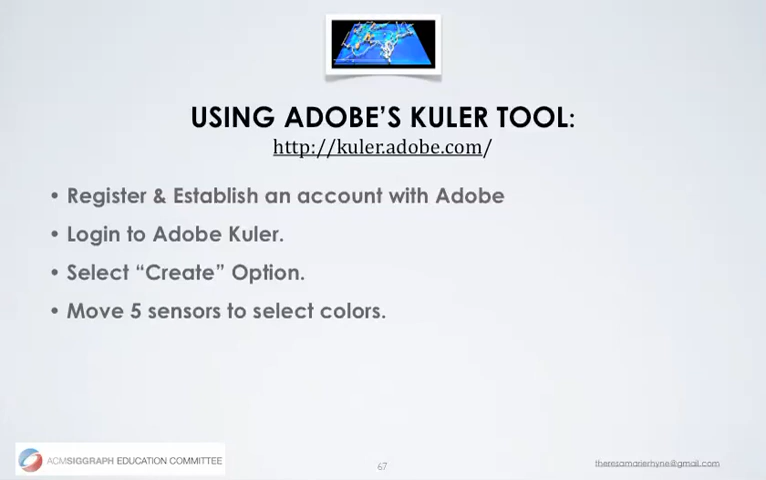 USING ADOBE’S KULER TOOL:
http://kuler.adobe.com/
• Register & Establish an account with Adobe
• Login to Adobe Kuler.
• Select “Create” Option.
• Move 5 sensors to select colors.
ACMSIGGRAPH EDUCATION COMMITTEE
67
theresamarierhyne@gmail.com